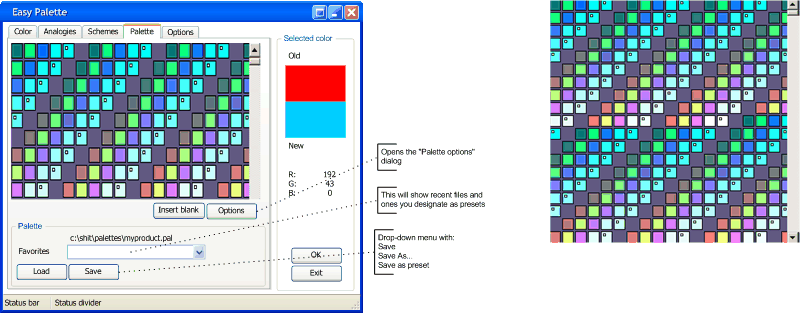 Easy Palette
Color Analogies Schemes Palette Options
Selected color
Old
New
R: 192
G: 43
B: 0
Insert blank Options
Palette
c:\shit\palettes\myproduct.pal
Favorites
Load Save
OK
Exit
Status bar Status divider
Opens the "Palette options"
dialog
This will show recent files and
ones you designate as presets
Drop-down menu with:
Save
Save As...
Save as preset